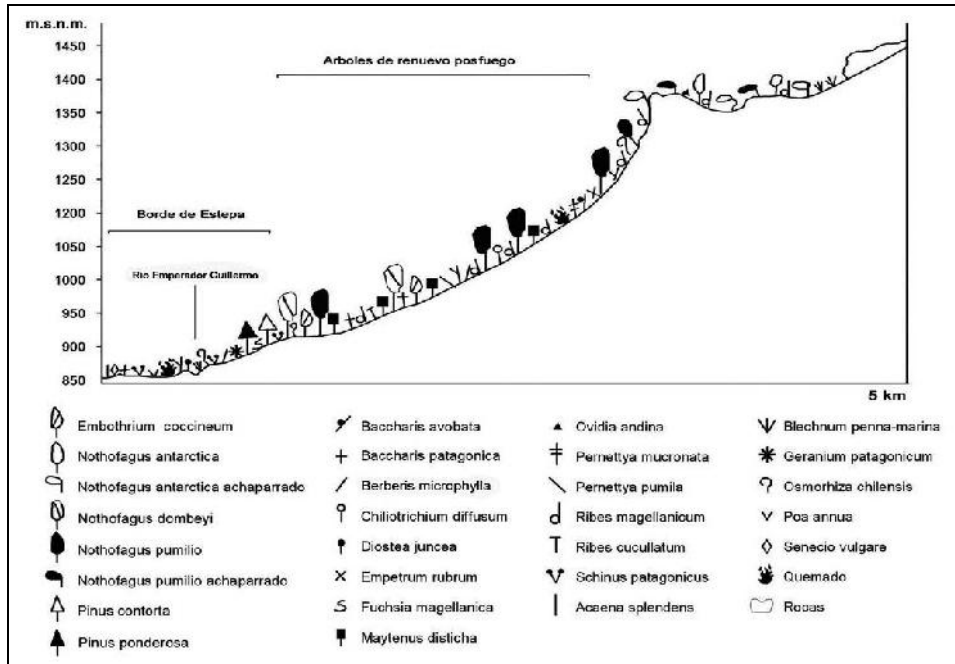 m.s.n.m.
1450
1400
1350
1300
1250
1200
1050
1000
950
900
850
Arboles de renuevo posfuego
Borde de Estepa
Rio Emperador Guillermo
5 km
Embothrium coccineum
Nothofagus antarctica
Nothofagus antarctica achaparrado
Nothofagus dombeyi
Nothofagus pumilio
Nothofagus pumilio achaparrado
Pinus contorta
Pinus ponderosa
Baccharis avobata
Baccharis patagonica
Berberis microphylla
Chiliotrichium diffusum
Diostea juncea
Empetrum rubrum
Fuchsia magellanica
Maytenus disticha
Ovidia andina
Pernettya mucronata
Pernettya pumila
Ribes magellanicum
Ribes cucullatum
Schinus patagonicus
Acaena splendens
Blechnum penna-marina
Geranium patagonicum
Osmorhiza chilensis
Poa annua
Senecio vulgare
Quemado
Rocas